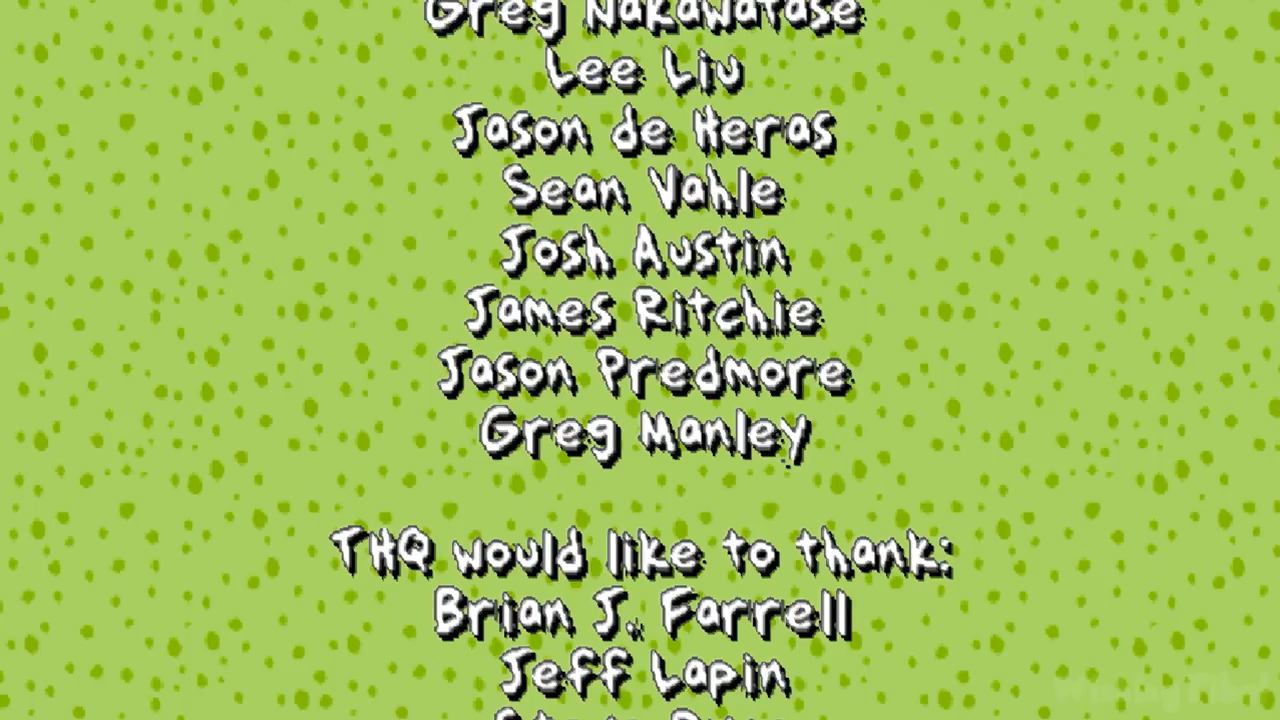 Greg Nakawatase
Lee Liu
Jason de Heras
Sean Vahle
Josh Austin
James Ritchie
Jason Predmore
Greg Manley
THQ would like to thank:
Brian J. Farrell
Jeff Lapin